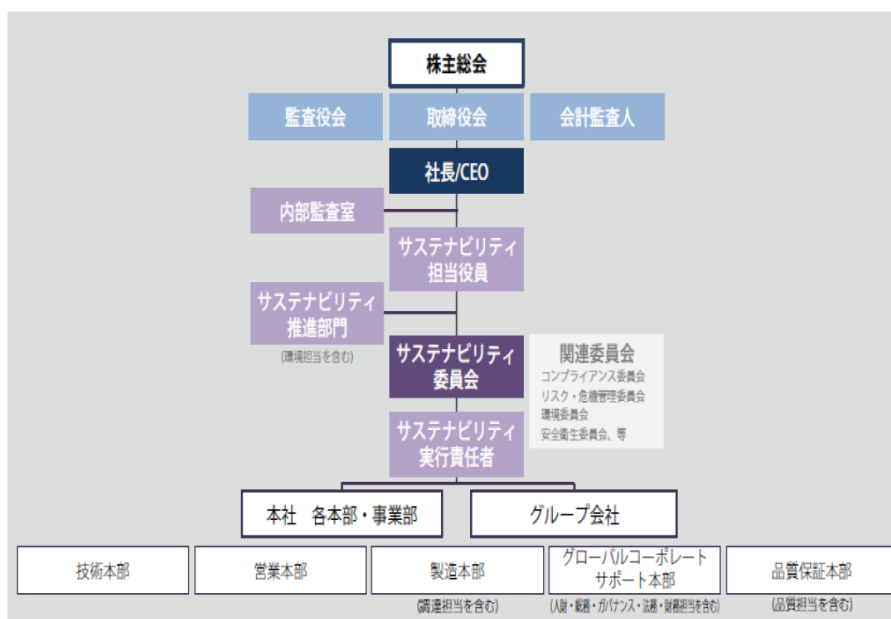 株主総会
監査役会
取締役会
会計監査人
社長/CEO
内部監査室
サステナビリティ
担当役員
サステナビリティ
推進部門
(環境担当を含む)
サステナビリティ
委員会
関連委員会
コンプライアンス委員会
リスク・危機管理委員会
環境委員会
安全衛生委員会、等
サステナビリティ
実行責任者
本社 各本部・事業部
グループ会社
技術本部
営業本部
製造本部
(調達担当を含む)
グローバルコーポレート
サポート本部
(人財・総務・ガバナンス・法務・財務担当を含む)
品質保証本部
(品質担当を含む)